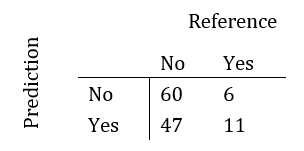 Reference
Prediction
No Yes
No 60 6
Yes 47 11